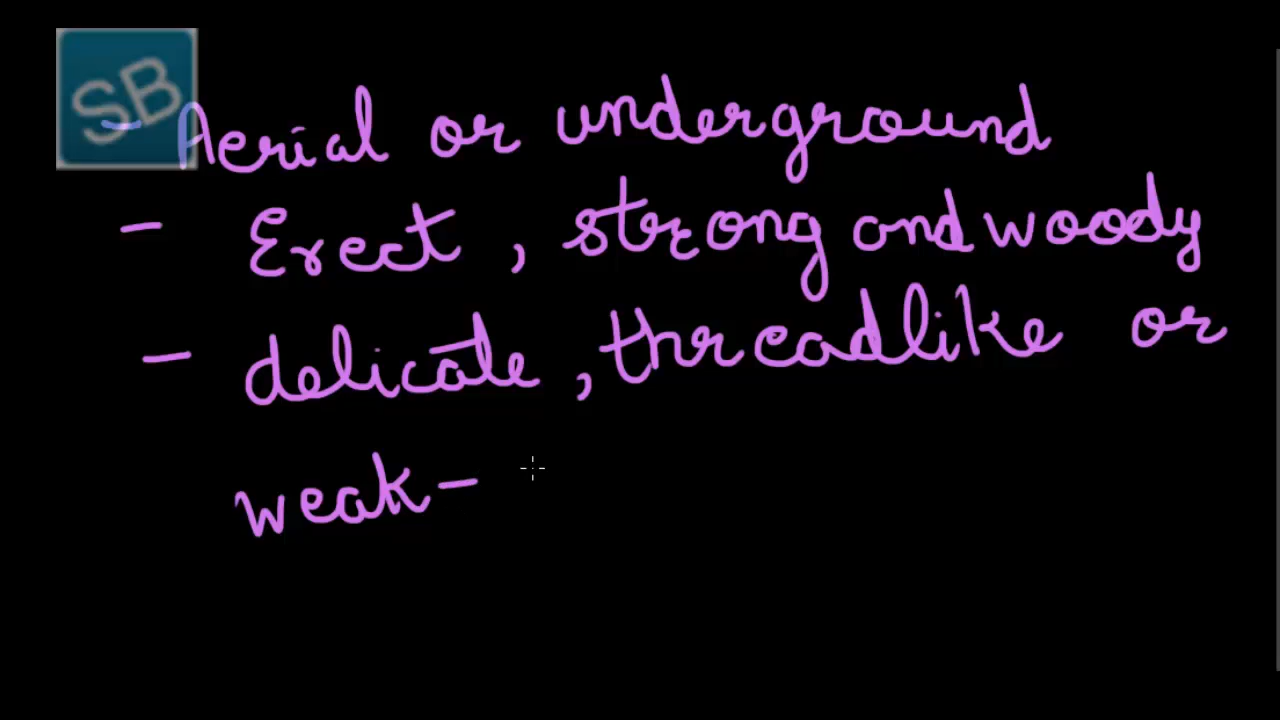 SB
- Aerial or underground
- Erect, strong and woody
- delicate, threadlike or
weak-